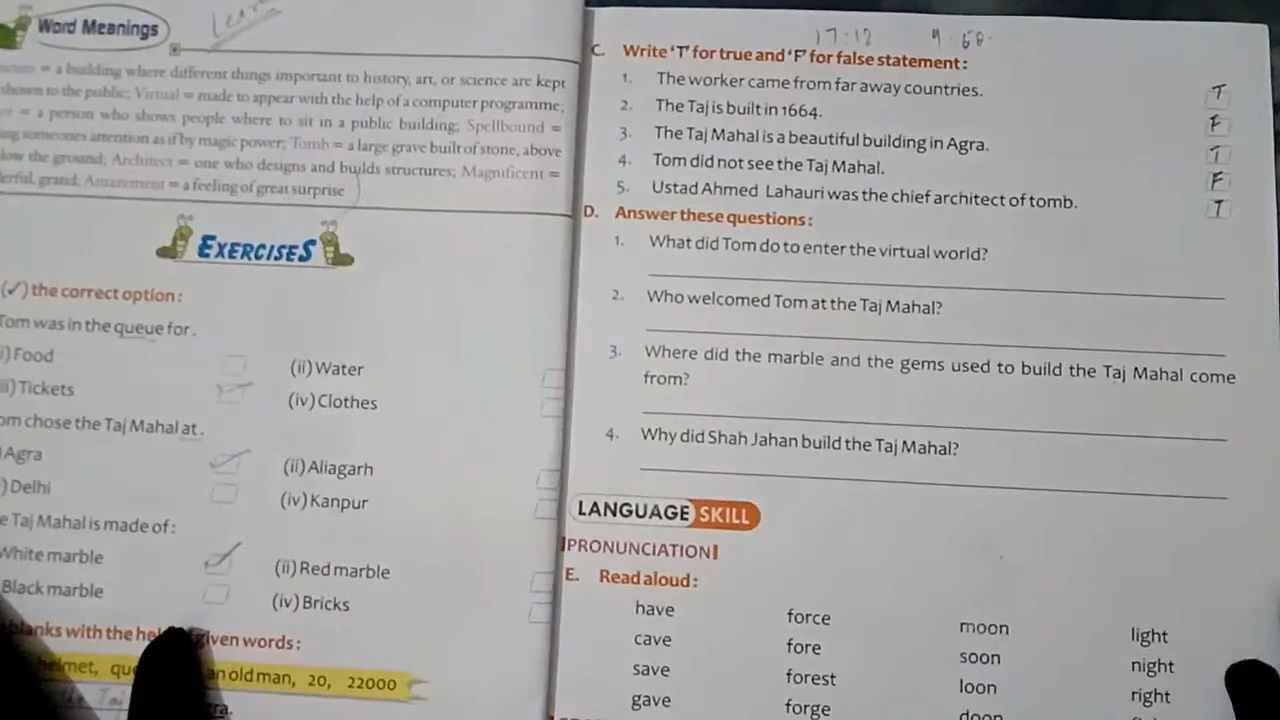 Word Meanings
Learn
= a building where different things important to history, art, or science are kept
shown to the public; Virtual = made to appear with the help of a computer programme;
= a person who shows people where to sit in a public building; Spellbound =
someones attention as if by magic power; Tomb = a large grave built of stone, above
low the ground; Architect = one who designs and builds structures; Magnificent =
grand; Amazement = a feeling of great surprise
EXERCISES
(✓) the correct option:
Tom was in the queue for.
i) Food
(ii) Water
iii) Tickets
(iv) Clothes
om chose the Taj Mahal at.
Agra
(ii) Aliagarh
) Delhi
(iv) Kanpur
e Taj Mahal is made of:
White marble
(ii) Red marble
Black marble
(iv) Bricks
blanks with the given words:
helmet, an old man, 20, 22000
17:12
C. Write 'T' for true and 'F' for false statement:
1. The worker came from far away countries. T
2. The Taj is built in 1664. F
3. The Taj Mahal is a beautiful building in Agra. T
4. Tom did not see the Taj Mahal. F
5. Ustad Ahmed Lahauri was the chief architect of tomb. T
D. Answer these questions:
1. What did Tom do to enter the virtual world?
2. Who welcomed Tom at the Taj Mahal?
3. Where did the marble and the gems used to build the Taj Mahal come
from?
4. Why did Shah Jahan build the Taj Mahal?
LANGUAGE SKILL
PRONUNCIATION
E. Read aloud:
have force moon light
cave fore soon night
save forest loon right
gave forge doon